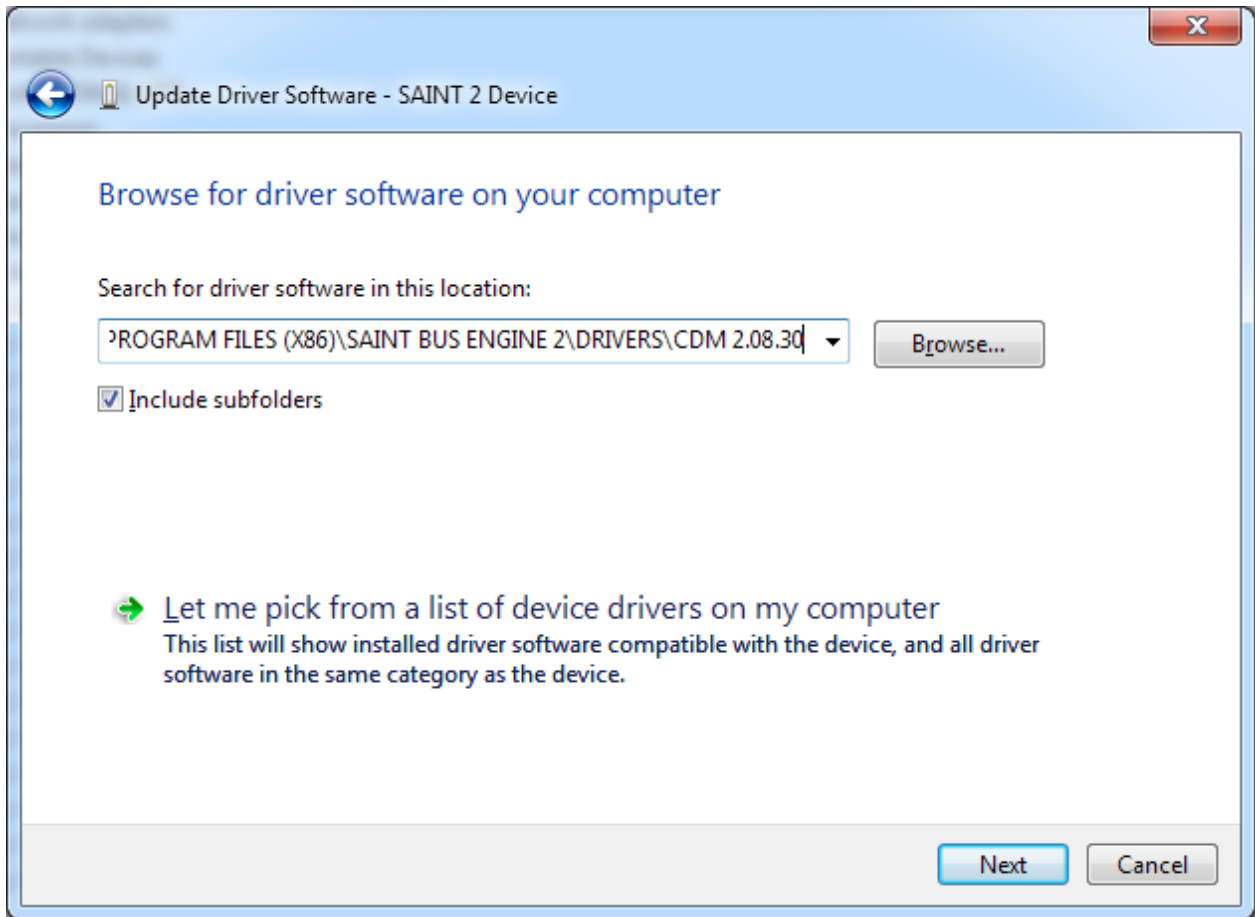 Update Driver Software - SAINT 2 Device
Browse for driver software on your computer
Search for driver software in this location:
PROGRAM FILES (X86)\SAINT BUS ENGINE 2\DRIVERS\CDM 2.08.30
Browse...
Include subfolders
Let me pick from a list of device drivers on my computer
This list will show installed driver software compatible with the device, and all driver
software in the same category as the device.
Next
Cancel